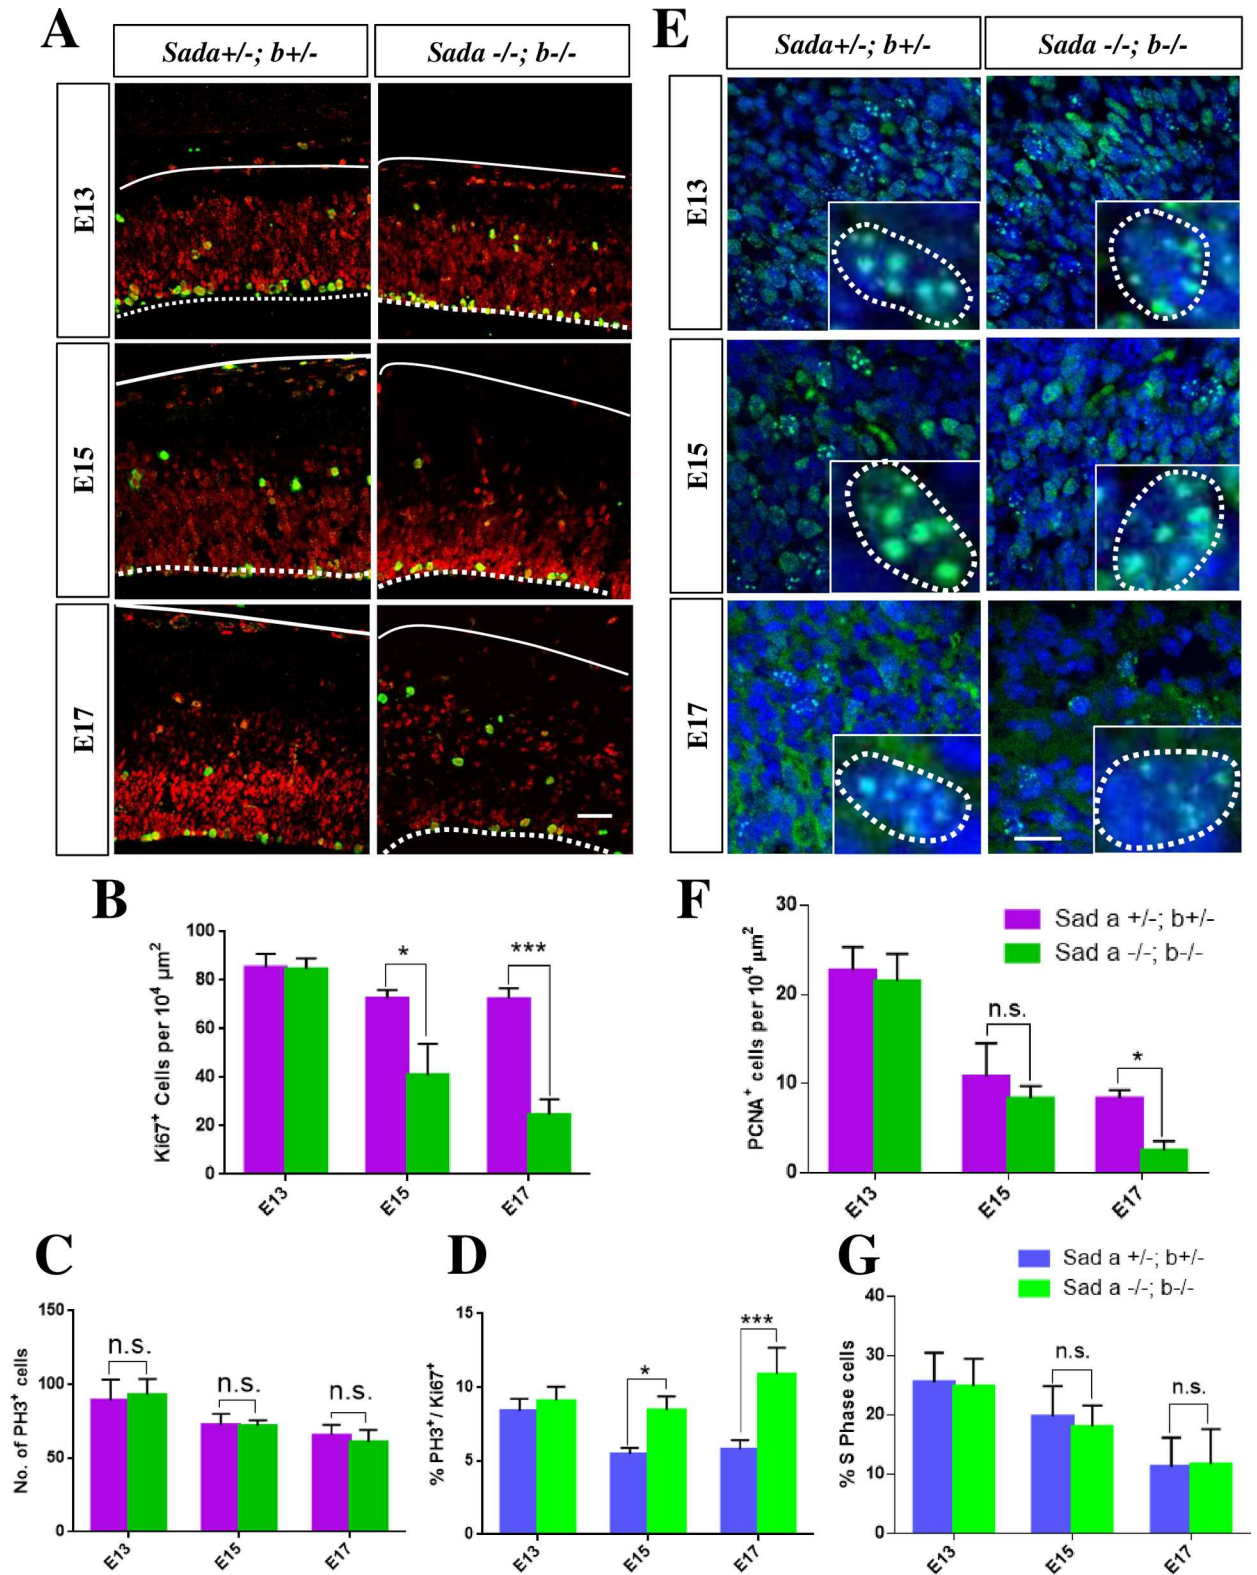 A
Sada+/-; b+/-
Sada -/-; b-/-
E13
E15
E17
E
Sada+/-; b+/-
Sada -/-; b-/-
E13
E15
E17
B
Ki67+ Cells per 10⁴ µm²
100
80
60
40
20
0
*
***
E13
E15
E17
F
PCNA+ cells per 10⁴ µm²
30
20
10
0
Sad a +/-; b+/-
Sad a -/-; b-/-
n.s.
*
E13
E15
E17
C
No. of PH3+ cells
150
100
50
0
n.s.
n.s.
n.s.
E13
E15
E17
D
% PH3+/ Ki67+
15
10
5
0
*
***
E13
E15
E17
G
Sad a +/-; b+/-
Sad a -/-; b-/-
% S Phase cells
40
30
20
10
0
n.s.
n.s.
E13
E15
E17